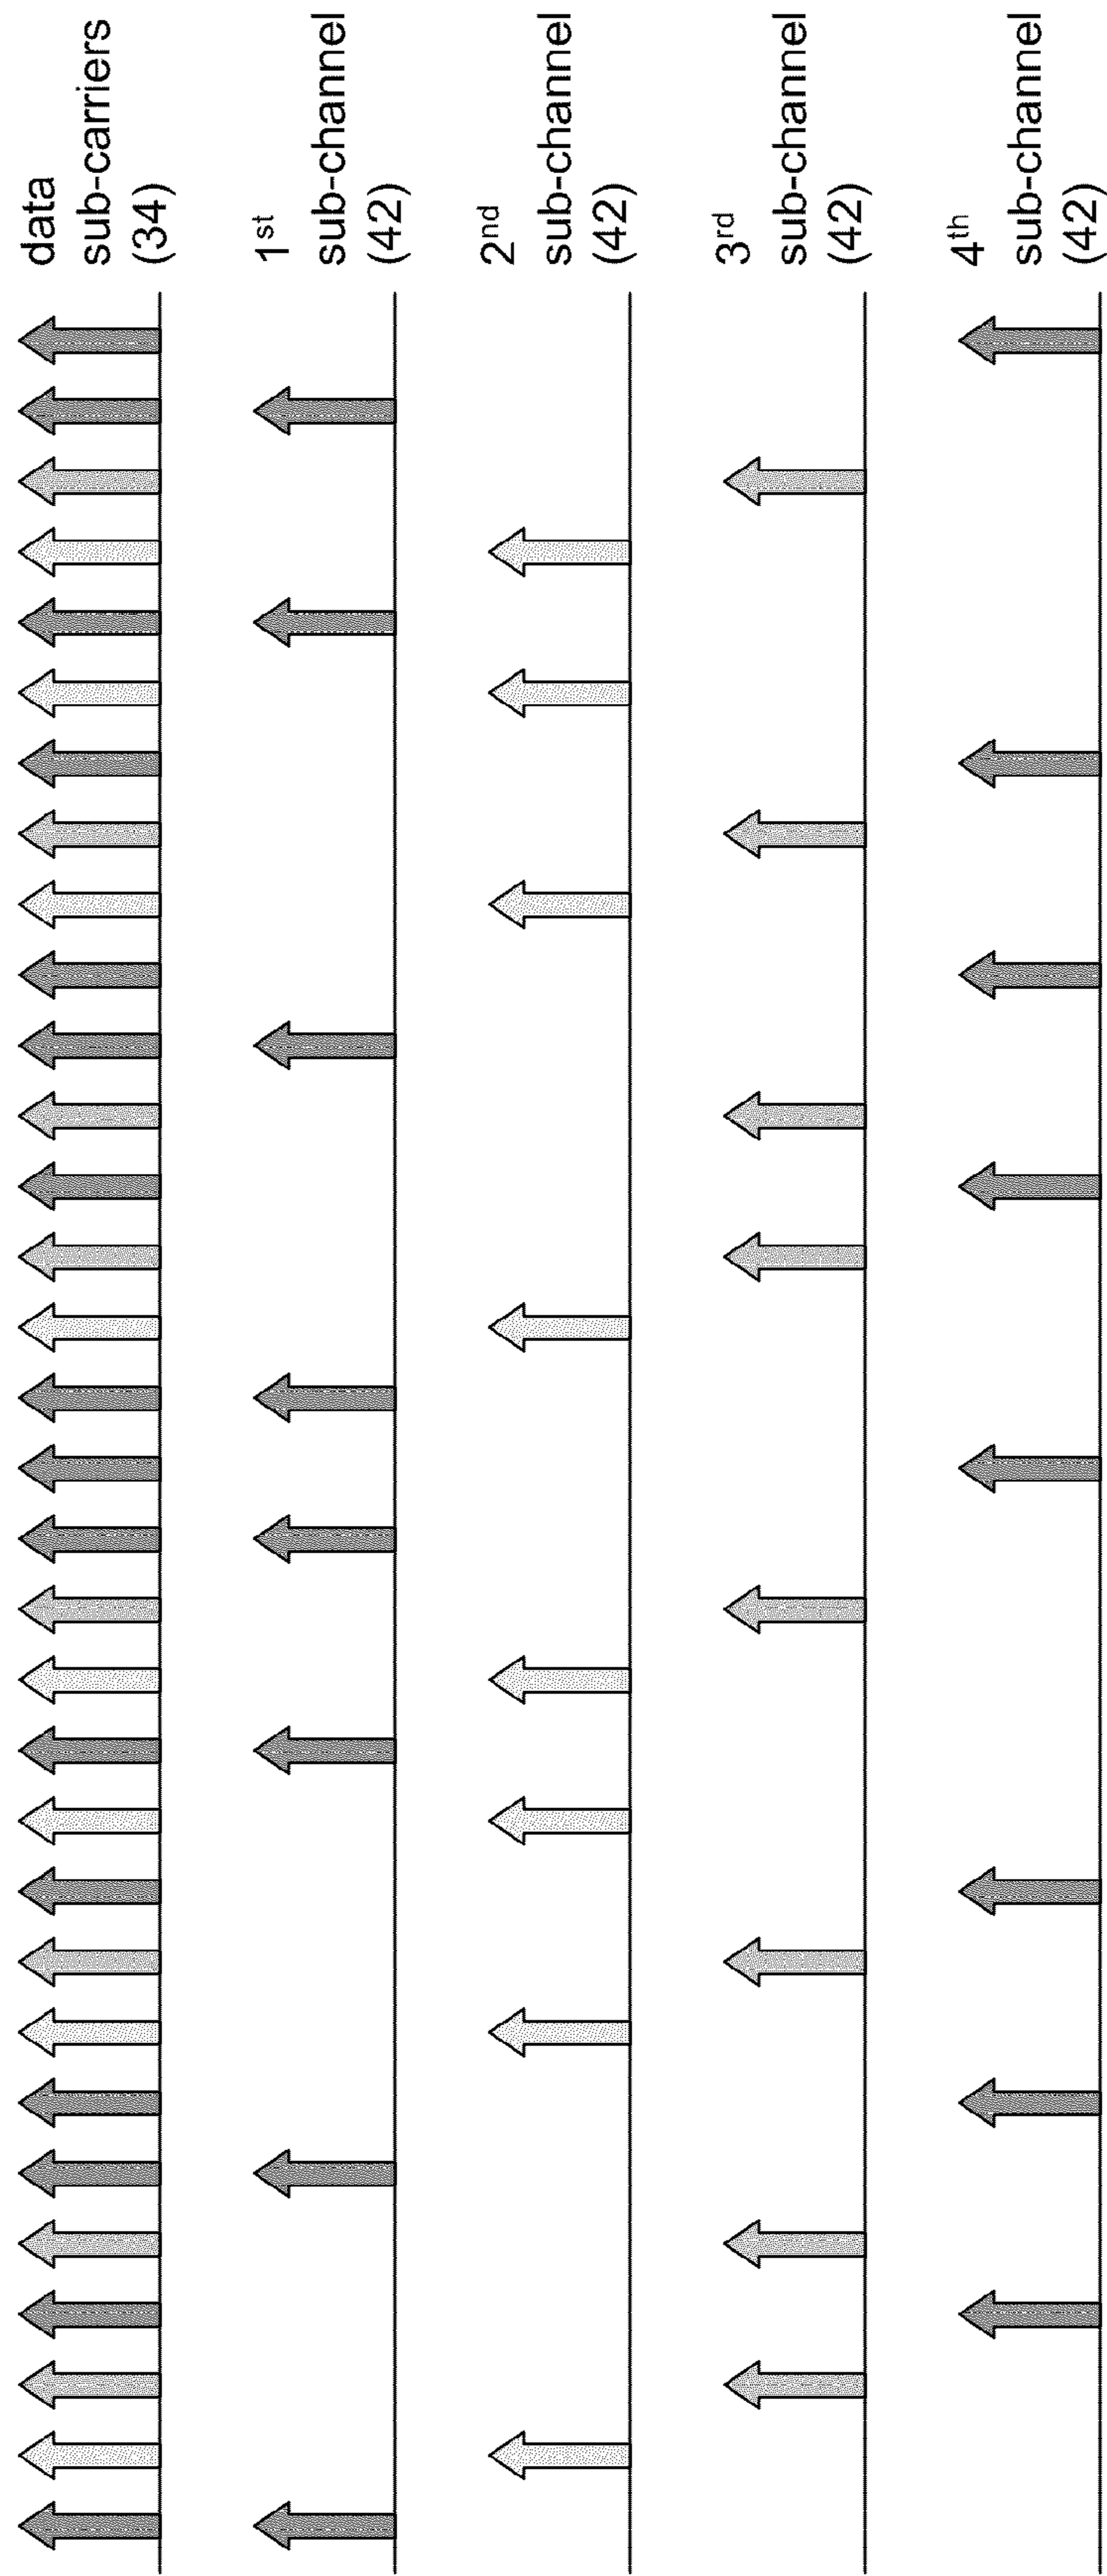 data
sub-carriers
(34)
1st
sub-channel
(42)
2nd
sub-channel
(42)
3rd
sub-channel
(42)
4th
sub-channel
(42)